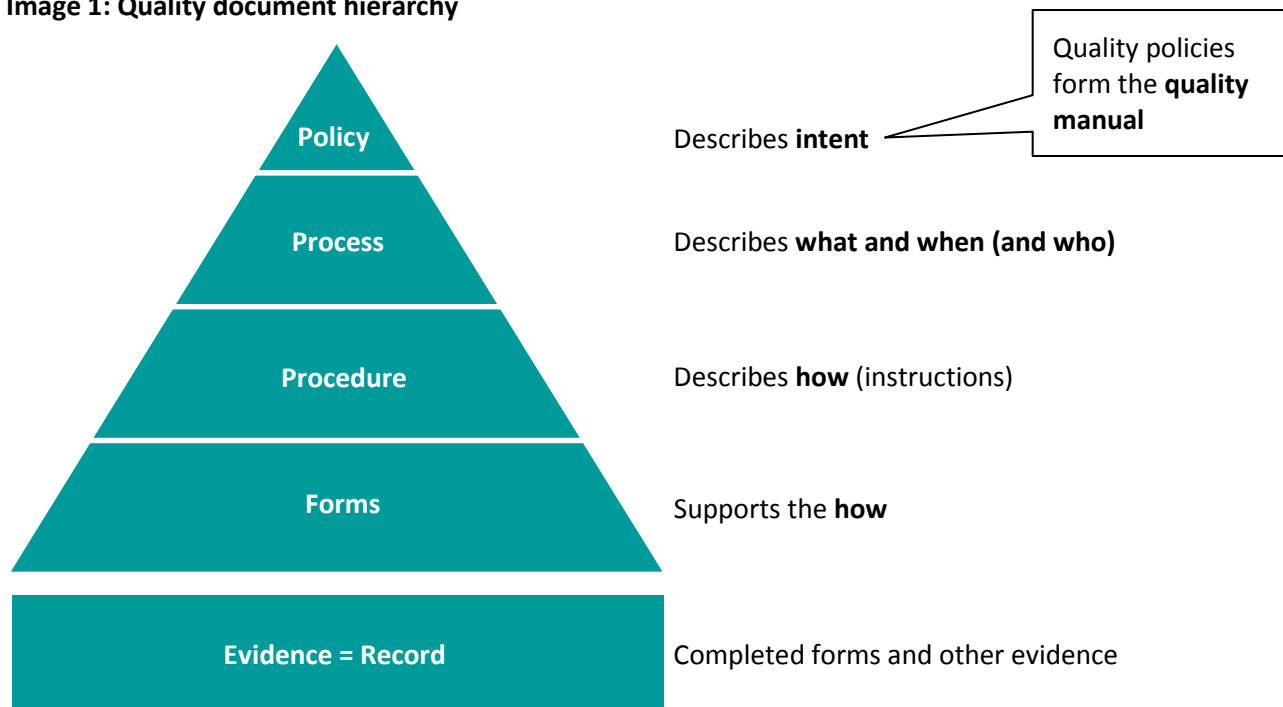 Image 1: Quality document hierarchy
Quality policies
form the quality
manual
Policy
Describes intent
Process
Describes what and when (and who)
Procedure
Describes how (instructions)
Forms
Supports the how
Evidence = Record
Completed forms and other evidence